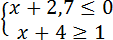 {x + 2,7 ≤ 0
x + 4 ≥ 1